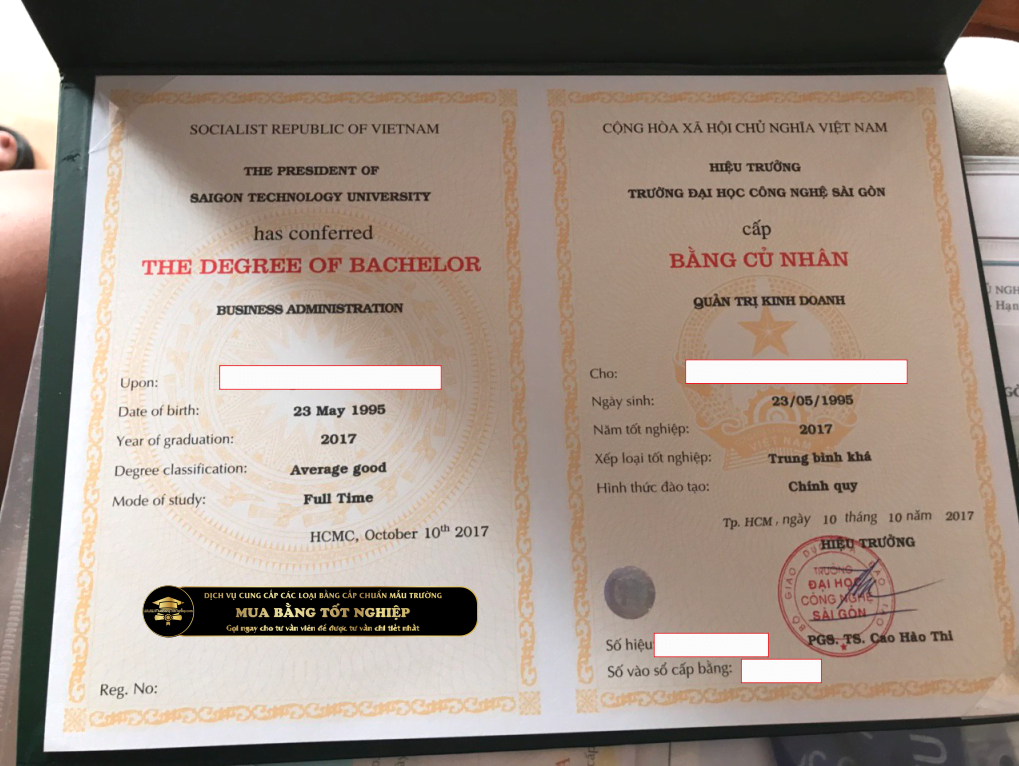 SOCIALIST REPUBLIC OF VIETNAM
THE PRESIDENT OF
SAIGON TECHNOLOGY UNIVERSITY
has conferred
THE DEGREE OF BACHELOR
BUSINESS ADMINISTRATION
Upon:
Date of birth: 23 May 1995
Year of graduation: 2017
Degree classification: Average good
Mode of study: Full Time
HCMC, October 10th 2017
DỊCH VỤ CUNG CẤP CÁC LOẠI BẰNG CẤP CHUẨN MẪU TRƯỜNG
MUA BẰNG TỐT NGHIỆP
Gọi ngay cho tư vấn viên để được tư vấn chi tiết nhất
Reg. No:
CỘNG HÒA XÃ HỘI CHỦ NGHĨA VIỆT NAM
HIỆU TRƯỞNG
TRƯỜNG ĐẠI HỌC CÔNG NGHỆ SÀI GÒN
cấp
BẰNG CỬ NHÂN
QUẢN TRỊ KINH DOANH
Cho:
Ngày sinh: 23/05/1995
Năm tốt nghiệp: 2017
Xếp loại tốt nghiệp: Trung bình khá
Hình thức đào tạo: Chính quy
VIỆT NAM
Tp. HCM, ngày 10 tháng 10 năm 2017
HIỆU TRƯỞNG
TRƯỜNG
ĐẠI HỌC
CÔNG NGHỆ
SÀI GÒN
PGS. TS. Cao Hào Thi
Số hiệu:
Số vào sổ cấp bằng: